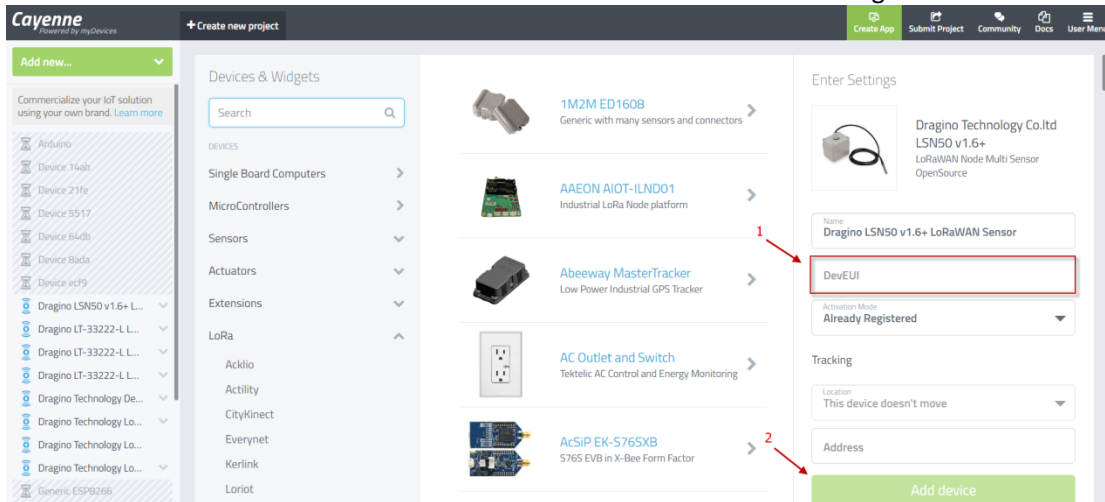 Cayenne
Powered by myDevices
+ Create new project
Create App
Submit Project
Community
Docs
User Menu
Add new...
Commercialize your IoT solution
using your own brand. Learn more
Arduino
Device 14ab
Device 21fe
Device 5517
Device 64db
Device 8ada
Device ecf9
Dragino LSN50 v1.6+ L...
Dragino LT-33222-L L...
Dragino LT-33222-L L...
Dragino LT-33222-L L...
Dragino Technology De...
Dragino Technology Lo...
Dragino Technology Lo...
Dragino Technology Lo...
Generic ESP8266
Devices & Widgets
Search
DEVICES
Single Board Computers
MicroControllers
Sensors
Actuators
Extensions
LoRa
Acklio
Actility
CityKinect
Everynet
Kerlink
Loriot
1M2M ED1608
Generic with many sensors and connectors
AAEON AIOT-ILND01
Industrial LoRa Node platform
Abeeway MasterTracker
Low Power Industrial GPS Tracker
AC Outlet and Switch
Tektelic AC Control and Energy Monitoring
AcSiP EK-S76SXB
S76S EVB in X-Bee Form Factor
Enter Settings
Dragino Technology Co.ltd
LSN50 v1.6+
LoRaWAN Node Multi Sensor
OpenSource
Name
Dragino LSN50 v1.6+ LoRaWAN Sensor
1
DevEUI
Activation Mode
Already Registered
Tracking
Location
This device doesn't move
Address
2
Add device